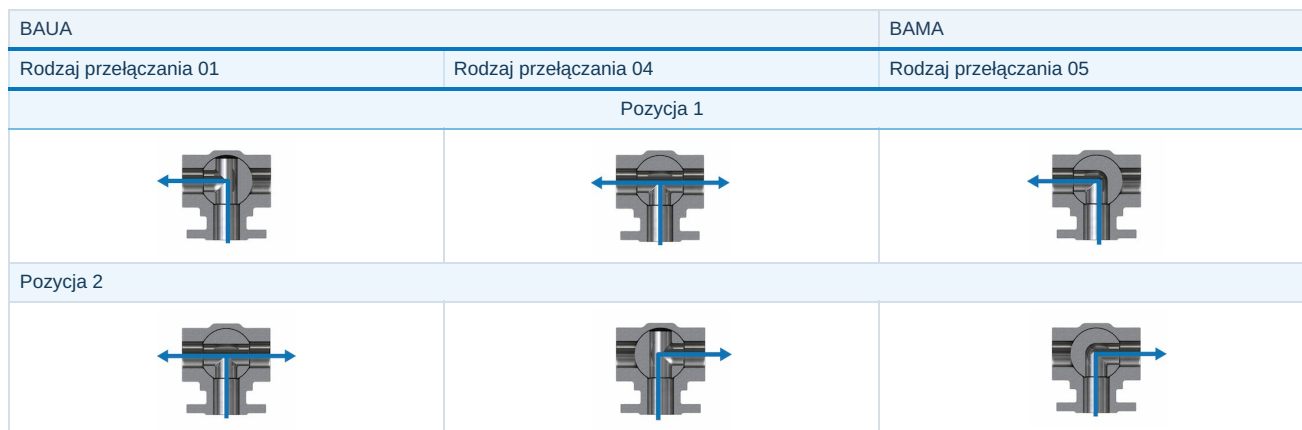 BAUA BAMA
Rodzaj przełączania 01 Rodzaj przełączania 04 Rodzaj przełączania 05
Pozycja 1
Pozycja 2